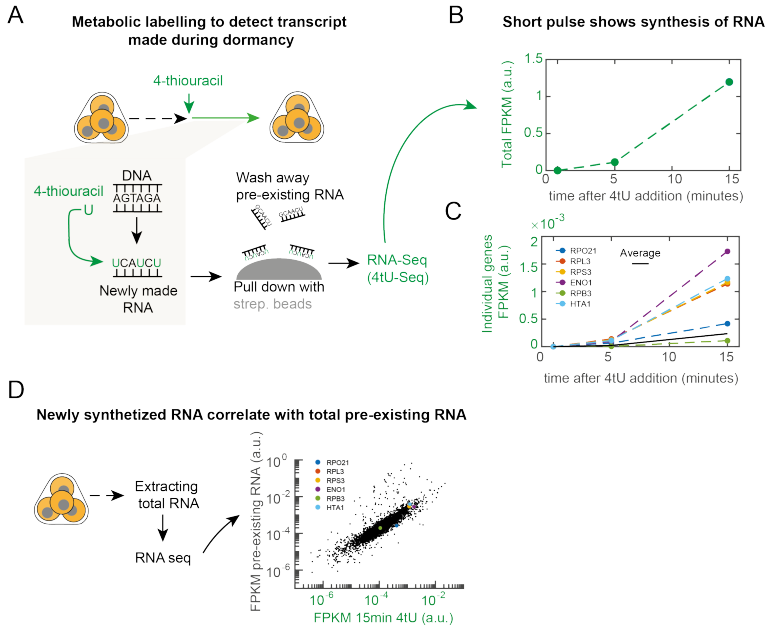 A
Metabolic labelling to detect transcript
made during dormancy
4-thiouracil
DNA
AGTAGA
4-thiouracil
U
UCAUCU
Newly made
RNA
Wash away
pre-existing RNA
GCAACU
Pull down with
strep. beads
RNA-Seq
(4tU-Seq)
B
Short pulse shows synthesis of RNA
Total FPKM (a.u.)
1.5
1
0.5
0
0
5
10
15
time after 4tU addition (minutes)
C
×10⁻³
Individual genes
FPKM (a.u.)
2
1.5
1
0.5
0
RPO21
RPL3
RPS3
ENO1
RPB3
HTA1
Average
0
5
10
15
time after 4tU addition (minutes)
D
Newly synthetized RNA correlate with total pre-existing RNA
Extracting
total RNA
RNA seq
FPKM pre-existing RNA (a.u.)
10⁰
10⁻²
10⁻⁴
10⁻⁶
RPO21
RPL3
RPS3
ENO1
RPB3
HTA1
10⁻⁶
10⁻⁴
10⁻²
FPKM 15min 4tU (a.u.)